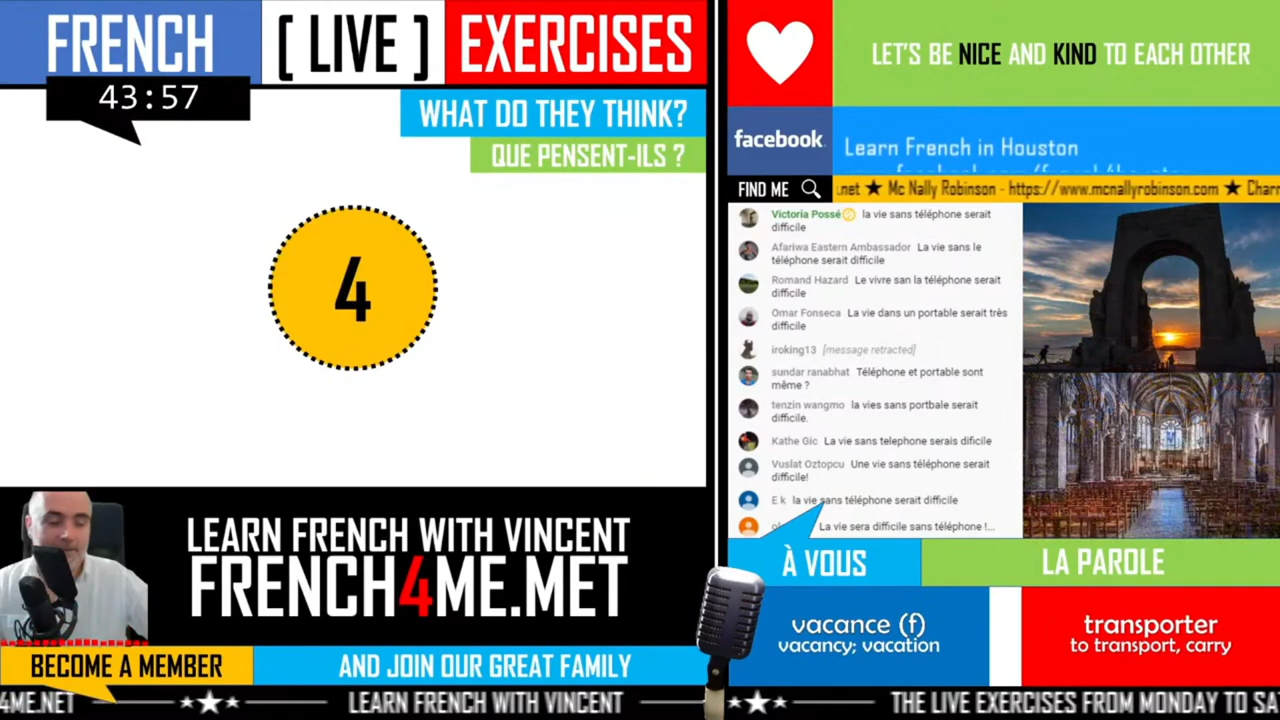 FRENCH
[ LIVE ]
EXERCISES
43:57
WHAT DO THEY THINK?
QUE PENSENT-ILS ?
4
LET'S BE NICE AND KIND TO EACH OTHER
facebook
Learn French in Houston
FIND ME
.net ★ Mc Nally Robinson - https://www.mcnallyrobinson.com ★
Victoria Possé la vie sans téléphone serait
difficile
Afariwa Eastern Ambassador La vie sans le
téléphone serait difficile
Romand Hazard Le vivre san la téléphone serait
difficile
Omar Fonseca La vie dans un portable serait très
difficile
iroking13 [message retracted]
sundar ranabhat Téléphone et portable sont
même ?
tenzin wangmo la vies sans portbale serait
difficile.
Kathe Gic La vie sans telephone serais dificile
Vuslat Oztopcu Une vie sans téléphone serait
difficile!
E k la vie sans téléphone serait difficile
La vie sera difficile sans téléphone !...
À VOUS
LA PAROLE
LEARN FRENCH WITH VINCENT
FRENCH4ME.MET
vacance (f)
vacancy; vacation
transporter
to transport, carry
BECOME A MEMBER
AND JOIN OUR GREAT FAMILY
4ME.NET
LEARN FRENCH WITH VINCENT
THE LIVE EXERCISES FROM MONDAY TO SA